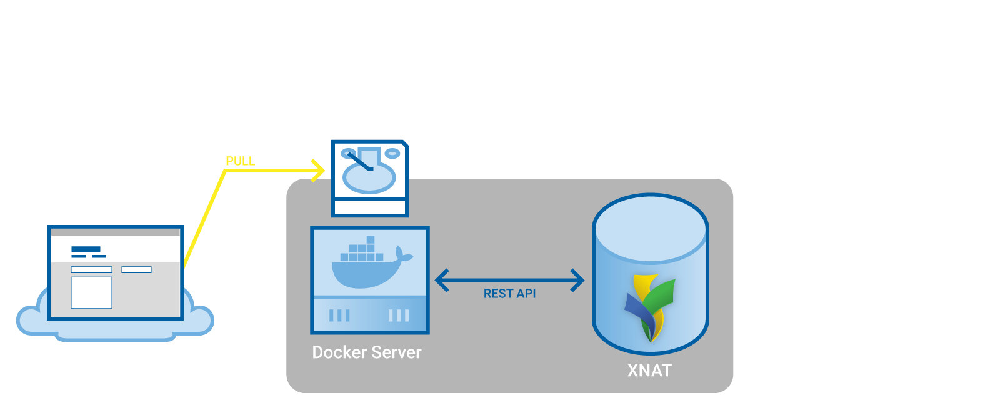 PULL
REST API
Docker Server
XNAT